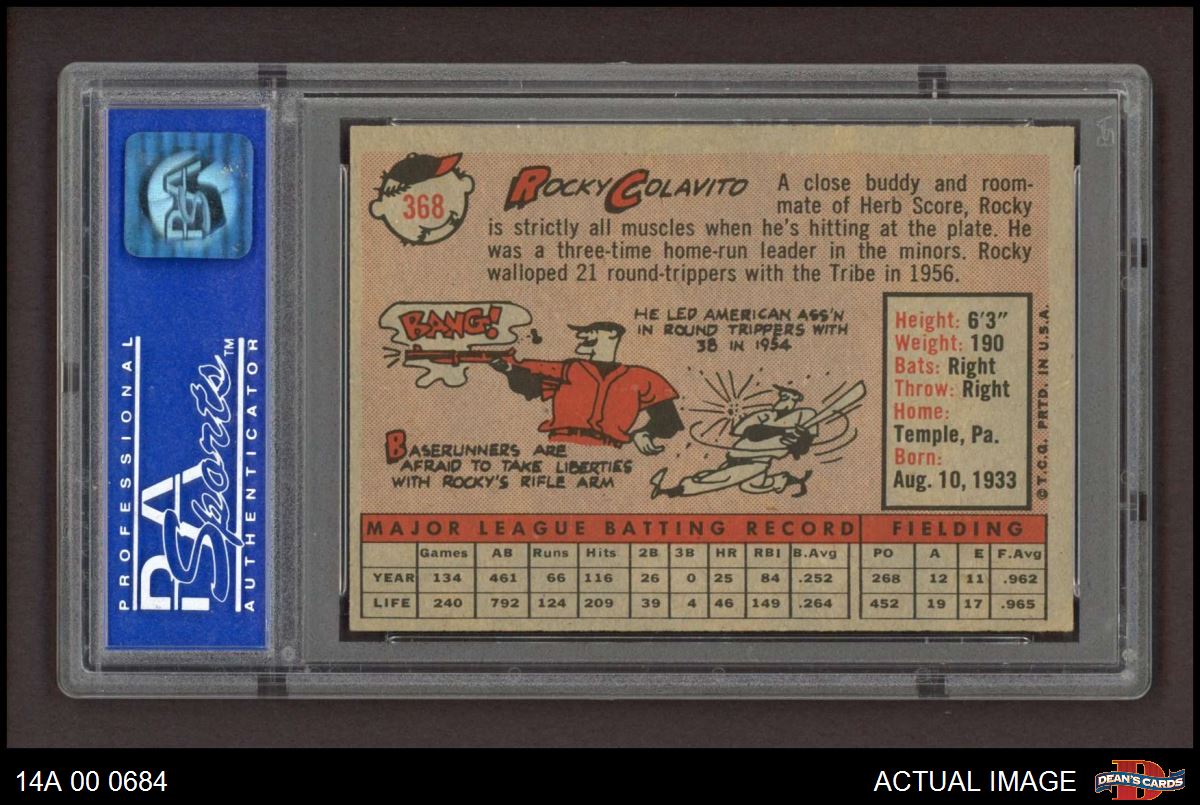 PSA
PROFESSIONAL
PSA Sports™
AUTHENTICATOR
368
ROCKY COLAVITO
A close buddy and room-
mate of Herb Score, Rocky
is strictly all muscles when he's hitting at the plate. He
was a three-time home-run leader in the minors. Rocky
walloped 21 round-trippers with the Tribe in 1956.
BANG!
HE LED AMERICAN ASS'N
IN ROUND TRIPPERS WITH
38 IN 1954
BASERUNNERS ARE
AFRAID TO TAKE LIBERTIES
WITH ROCKY'S RIFLE ARM
Height: 6'3"
Weight: 190
Bats: Right
Throw: Right
Home:
Temple, Pa.
Born:
Aug. 10, 1933
©T.C.G. PRTD. IN U.S.A.
MAJOR LEAGUE BATTING RECORD FIELDING
Games AB Runs Hits 2B 3B HR RBI B.Avg PO A E F.Avg
YEAR 134 461 66 116 26 0 25 84 .252 268 12 11 .962
LIFE 240 792 124 209 39 4 46 149 .264 452 19 17 .965
14A 00 0684
ACTUAL IMAGE
D
DEAN'S CARDS